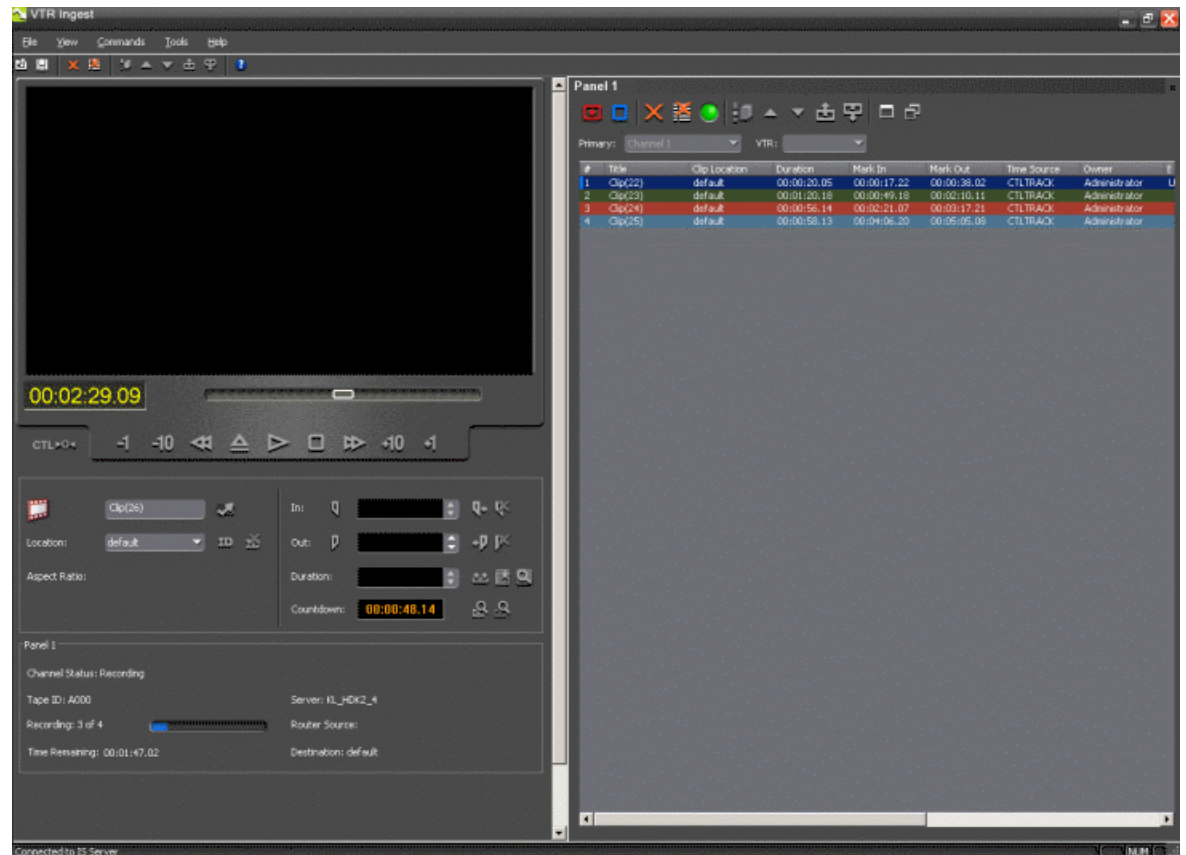 VTR Ingest
File View Commands Tools Help
00:02:29.09
CTL
-1 -10 +10 +1
Clip(26)
In:
Location: default ID
Out:
Aspect Ratio:
Duration:
Countdown: 00:00:48.14
Panel 1
Channel Status: Recording
Tape ID: A000
Server: KL_HDK2_4
Recording: 3 of 4
Router Source:
Time Remaining: 00:01:47.02
Destination: default
Panel 1
Primary: Channel 1 VTR:
# Title Clip Location Duration Mark In Mark Out Time Source Owner E
1 Clip(22) default 00:00:20.05 00:00:17.22 00:00:38.02 CTLTRACK Administrator U
2 Clip(23) default 00:01:20.18 00:00:49.18 00:02:10.11 CTLTRACK Administrator
3 Clip(24) default 00:00:56.14 00:02:21.07 00:03:17.21 CTLTRACK Administrator
4 Clip(25) default 00:00:58.13 00:04:06.20 00:05:05.08 CTLTRACK Administrator
Connected to IS Server
NUM